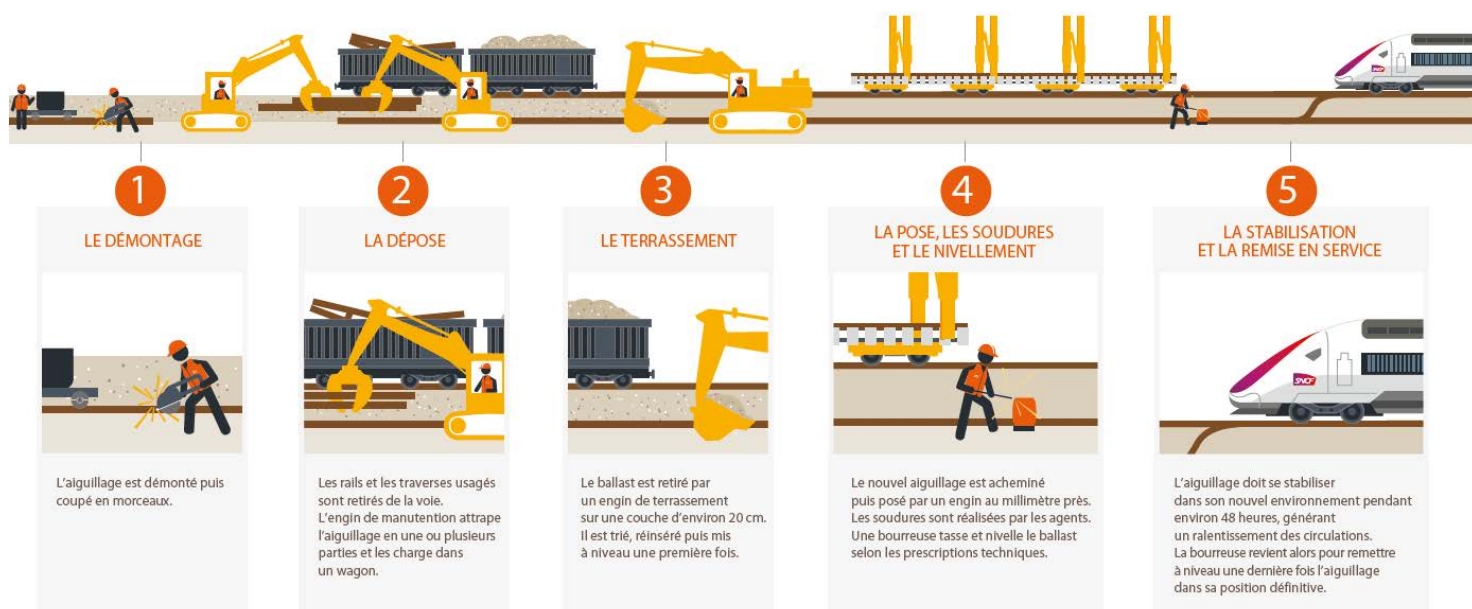 SNCF
1
LE DÉMONTAGE
SNCF
L'aiguillage est démonté puis
coupé en morceaux.
2
LA DÉPOSE
Les rails et les traverses usagés
sont retirés de la voie.
L'engin de manutention attrape
l'aiguillage en une ou plusieurs
parties et les charge dans
un wagon.
3
LE TERRASSEMENT
Le ballast est retiré par
un engin de terrassement
sur une couche d'environ 20 cm.
Il est trié, réinséré puis mis
à niveau une première fois.
4
LA POSE, LES SOUDURES
ET LE NIVELLEMENT
Le nouvel aiguillage est acheminé
puis posé par un engin au millimètre près.
Les soudures sont réalisées par les agents.
Une bourreuse tasse et nivelle le ballast
selon les prescriptions techniques.
5
LA STABILISATION
ET LA REMISE EN SERVICE
L'aiguillage doit se stabiliser
dans son nouvel environnement pendant
environ 48 heures, générant
un ralentissement des circulations.
La bourreuse revient alors pour remettre
à niveau une dernière fois l'aiguillage
dans sa position définitive.